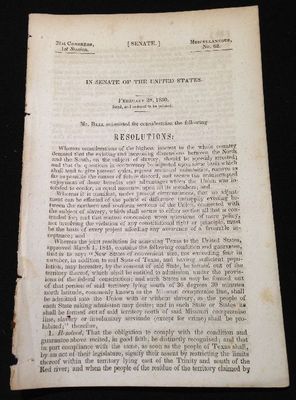 31st CONGRESS,
1st Session.
[SENATE.]
MISCELLANEOUS,
No. 62.
IN SENATE OF THE UNITED STATES.
FEBRUARY 28, 1850.
Read, and ordered to be printed.
MR. BELL submitted for consideration the following
RESOLUTIONS:
Whereas considerations of the highest interest to the whole country
demand that the existing and increasing dissensions between the North
and the South, on the subject of slavery, should be speedily arrested,
and that the questions in controversy be adjusted upon some basis which
shall tend to give present quiet, repress sectional animosities, remove as
far as possible the causes of future discord, and secure the uninterrupted
enjoyment of those benefits and advantages which the Union was in-
tended to confer, in equal measure, upon all its members; and
Whereas it is manifest, under present circumstances, that no adjust-
ment can be effected of the points of difference unhappily existing be-
tween the northern and southern sections of the Union, connected with
the subject of slavery, which shall secure to either section all that is con-
tended for; and that mutual concession upon questions of mere policy,
not involving the violation of any constitutional right or principle, must
be the basis of every project affording any assurance of a favorable ac-
ceptance; and
Whereas the joint resolution for annexing Texas to the United States,
approved March 1, 1845, contains the following condition and guarantee,
that is to say: "New States of convenient size, not exceeding four in
number, in addition to said State of Texas, and having sufficient popu-
lation, may hereafter, by the consent of said State, be formed out of the
territory thereof, which shall be entitled to admission, under the provis-
ions of the federal constitution; and such States as may be formed out
of that portion of said territory lying south of 36 degrees 30 minutes
north latitude, commonly known as the Missouri compromise line, shall
be admitted into the Union with or without slavery, as the people of
each State asking admission may desire; and in such State or States as
shall be formed out of said territory north of said Missouri compromise
line, slavery or involuntary servitude (except for crime) shall be pro-
hibited;" therefore,
1. Resolved, That the obligation to comply with the condition and
guarantee above recited, in good faith, be distinctly recognised; and that
in part compliance with the same, as soon as the people of Texas shall,
by an act of their legislature, signify their assent by restricting the limits
thereof within the territory lying east of the Trinity and south of the
Red river; and when the people of the residue of the territory claimed by